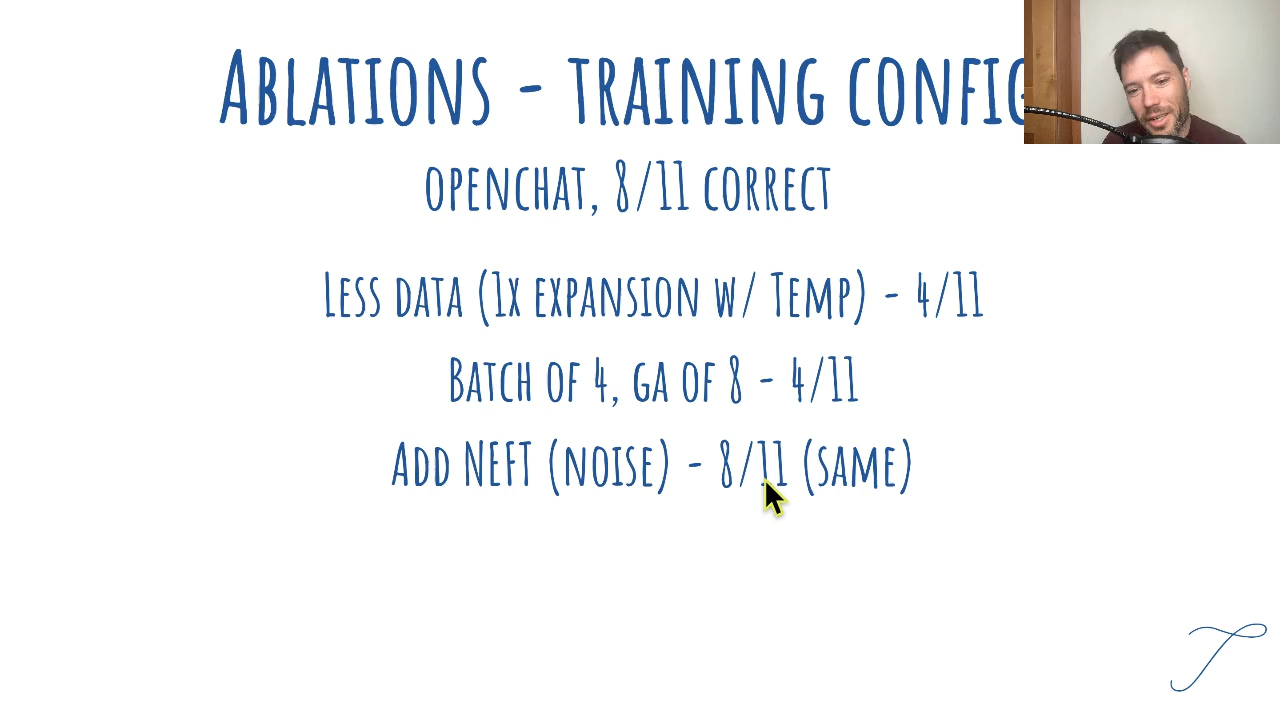 Ablations - training config
openchat, 8/11 correct
Less data (1x expansion w/ Temp) - 4/11
Batch of 4, ga of 8 - 4/11
Add NEFT (noise) - 8/11 (same)
T